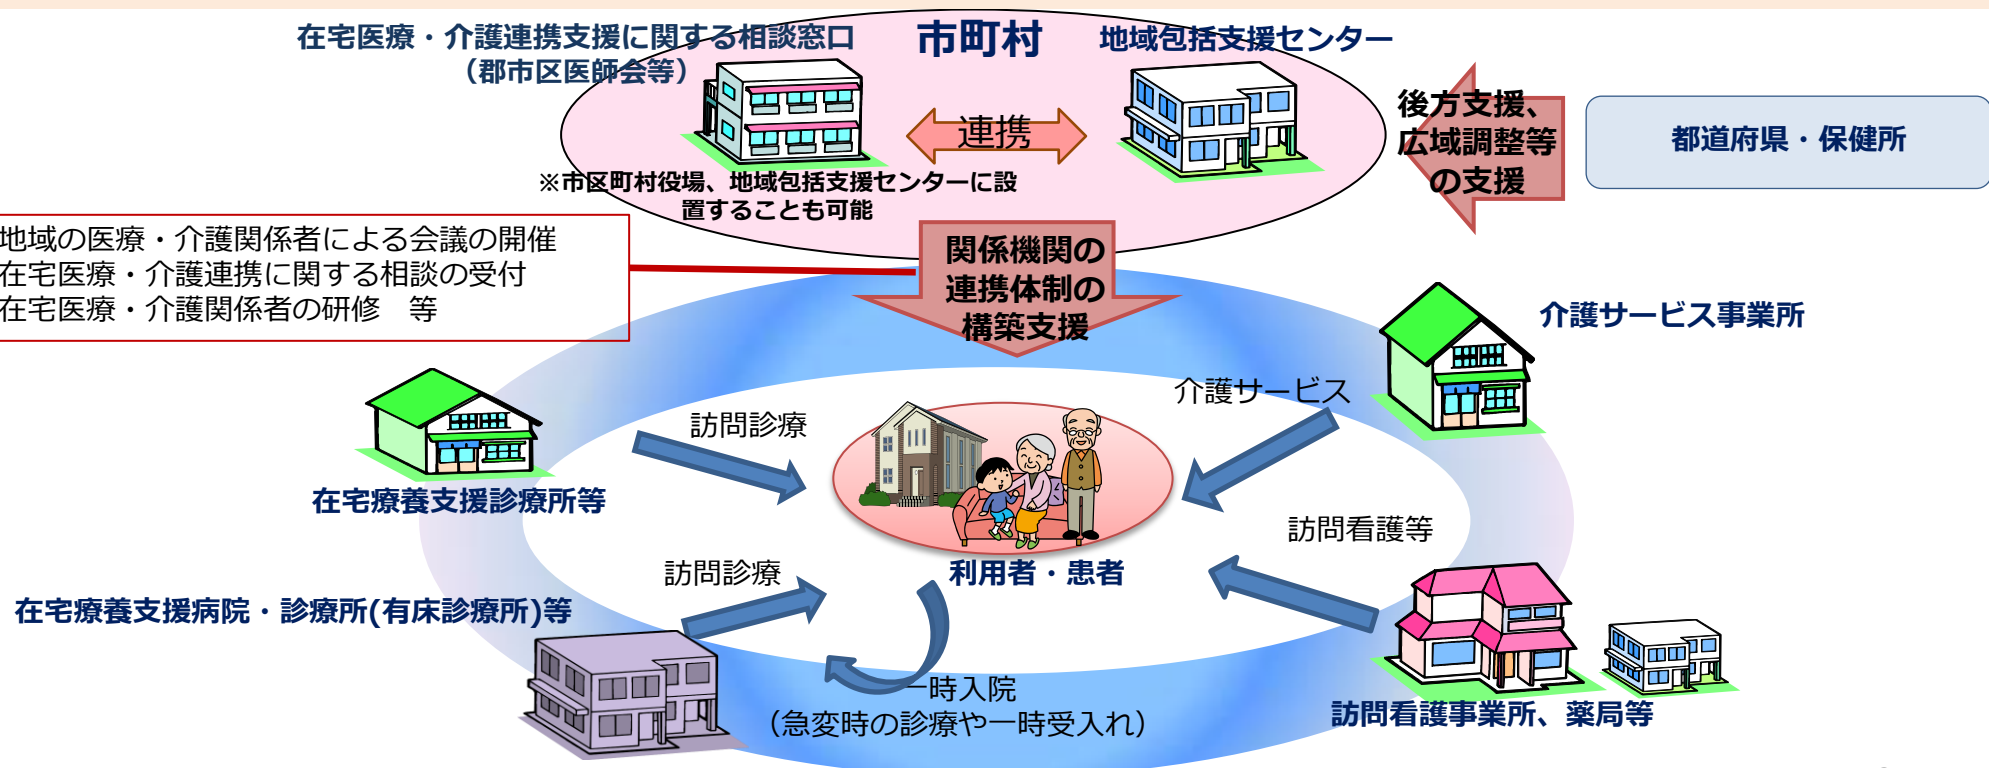 在宅医療・介護連携支援に関する相談窓口
（郡市区医師会等）
市町村
地域包括支援センター
連携
※市区町村役場、地域包括支援センターに設
置することも可能
後方支援、
広域調整等
の支援
都道府県・保健所
地域の医療・介護関係者による会議の開催
在宅医療・介護連携に関する相談の受付
在宅医療・介護関係者の研修　等
関係機関の
連携体制の
構築支援
介護サービス事業所
介護サービス
訪問診療
在宅療養支援診療所等
訪問看護等
利用者・患者
訪問診療
在宅療養支援病院・診療所(有床診療所)等
一時入院
（急変時の診療や一時受入れ）
訪問看護事業所、薬局等